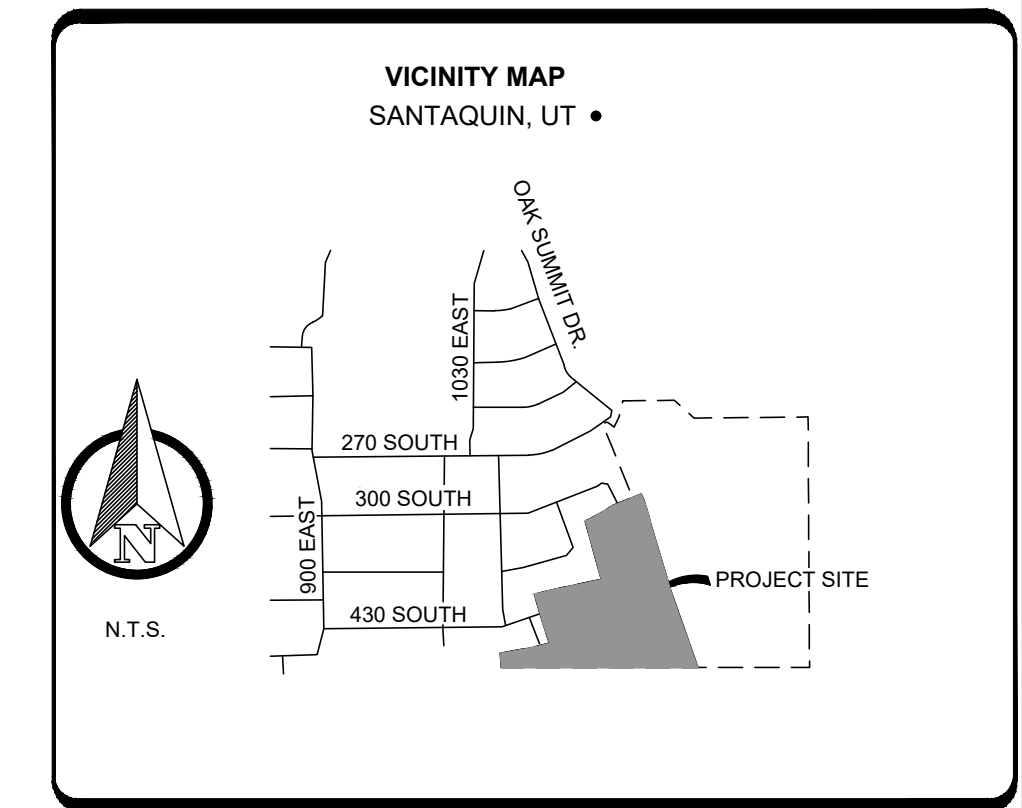 VICINITY MAP
SANTAQUIN, UT •
OAK SUMMIT DR.
1030 EAST
270 SOUTH
300 SOUTH
900 EAST
430 SOUTH
PROJECT SITE
N
N.T.S.